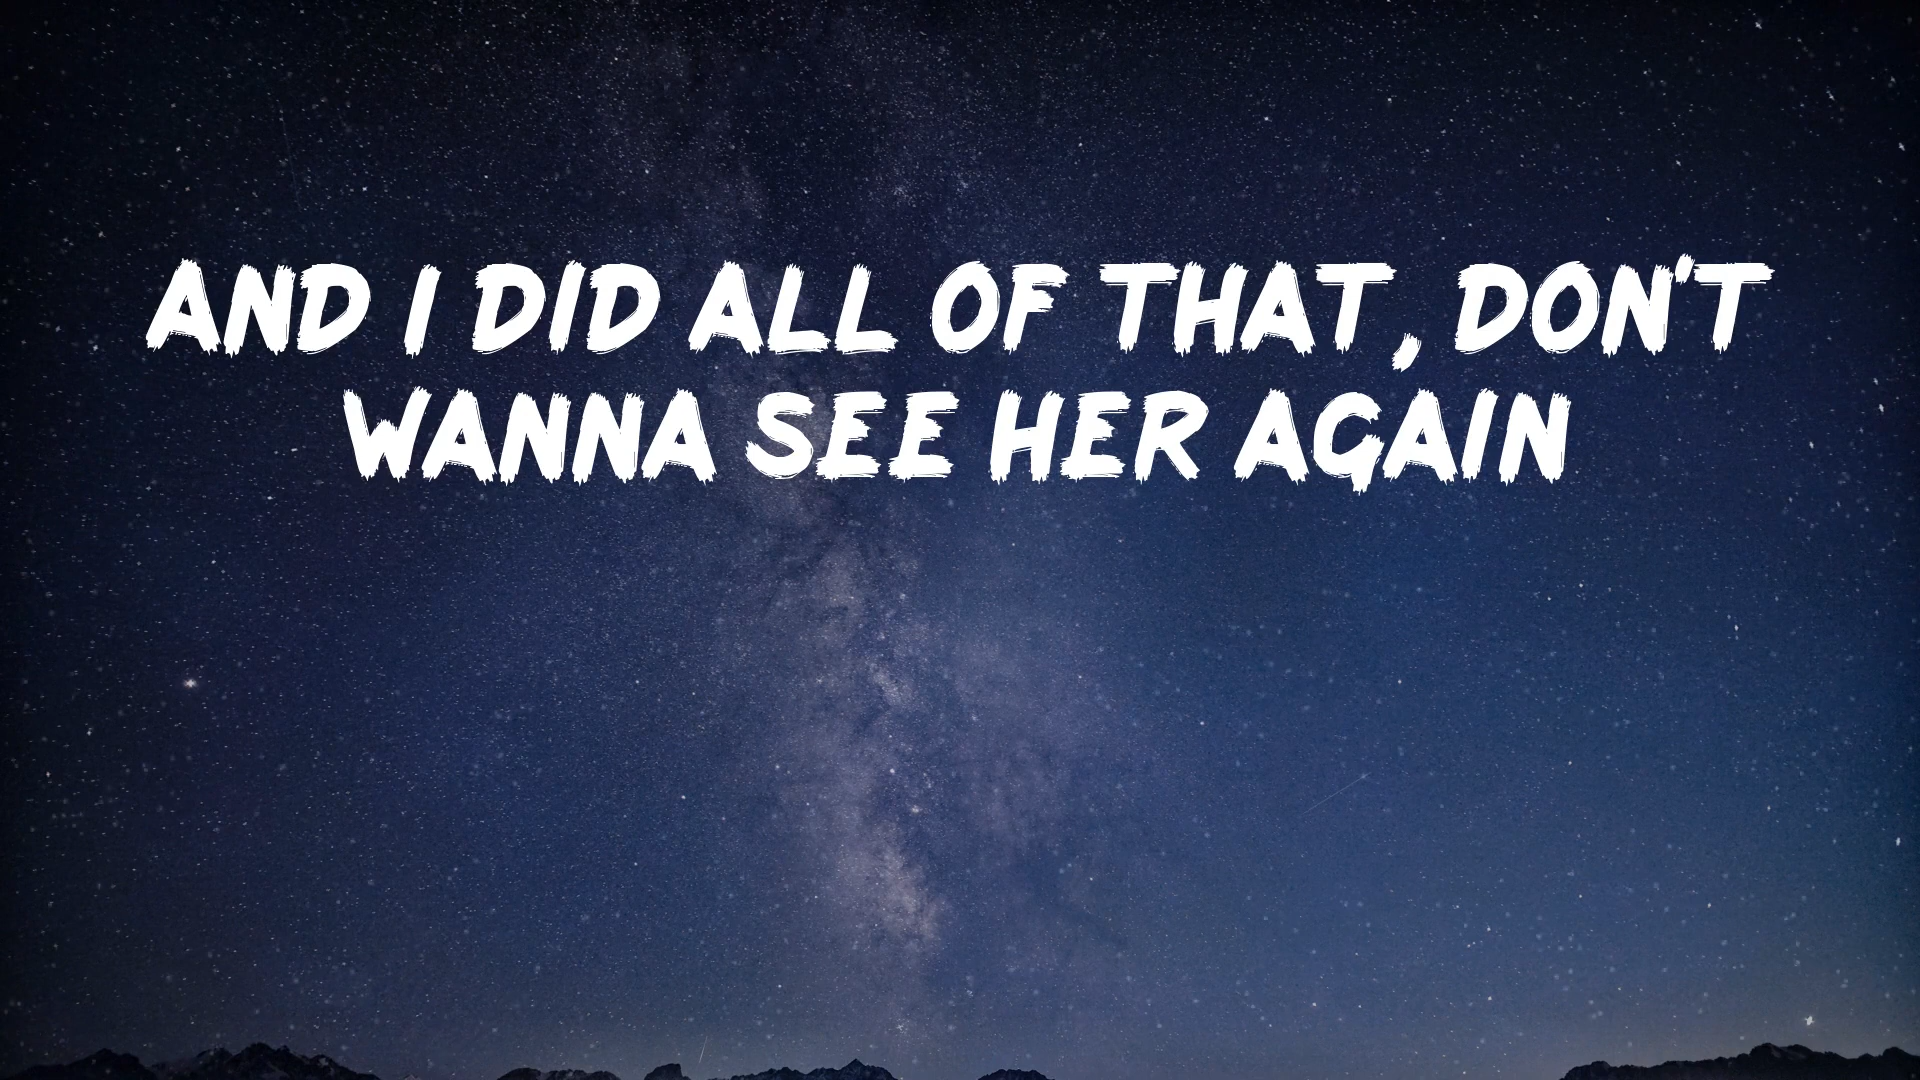 AND I DID ALL OF THAT, DON'T
WANNA SEE HER AGAIN